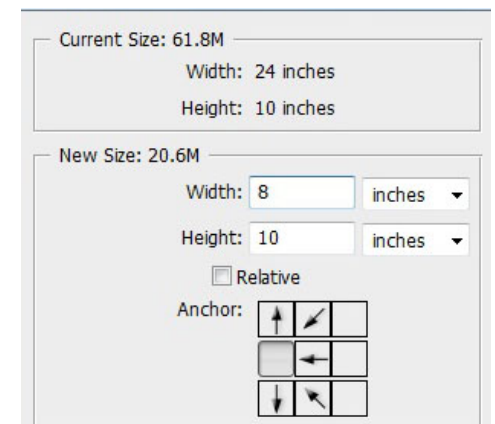 Current Size: 61.8M
Width: 24 inches
Height: 10 inches
New Size: 20.6M
Width: 8 inches
Height: 10 inches
Relative
Anchor: